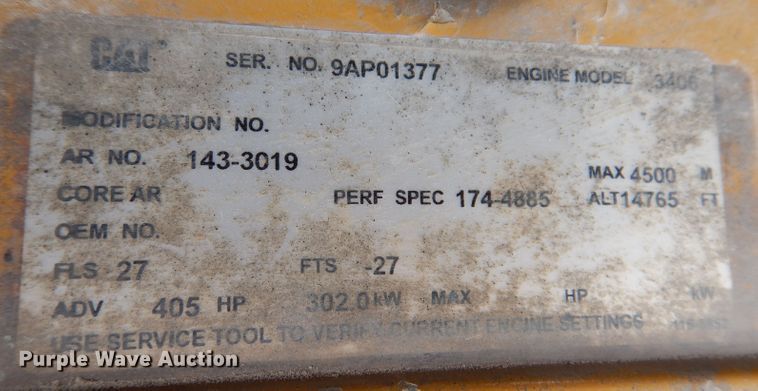 CAT SER. NO. 9AP01377 ENGINE MODEL 3406
MODIFICATION NO.
AR NO. 143-3019 MAX 4500 M
CORE AR PERF SPEC 174-4885 ALT 14765 FT
OEM NO.
FLS 27 FTS -27
ADV 405 HP 302.0 kW MAX HP kW
USE SERVICE TOOL TO VERIFY CURRENT ENGINE SETTINGS
Purple Wave Auction